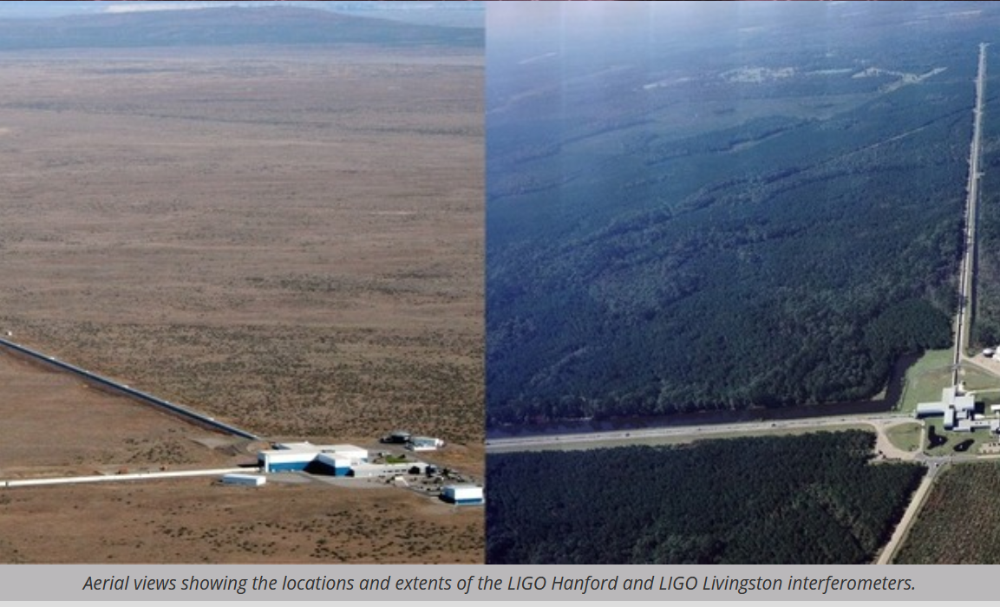 Aerial views showing the locations and extents of the LIGO Hanford and LIGO Livingston interferometers.